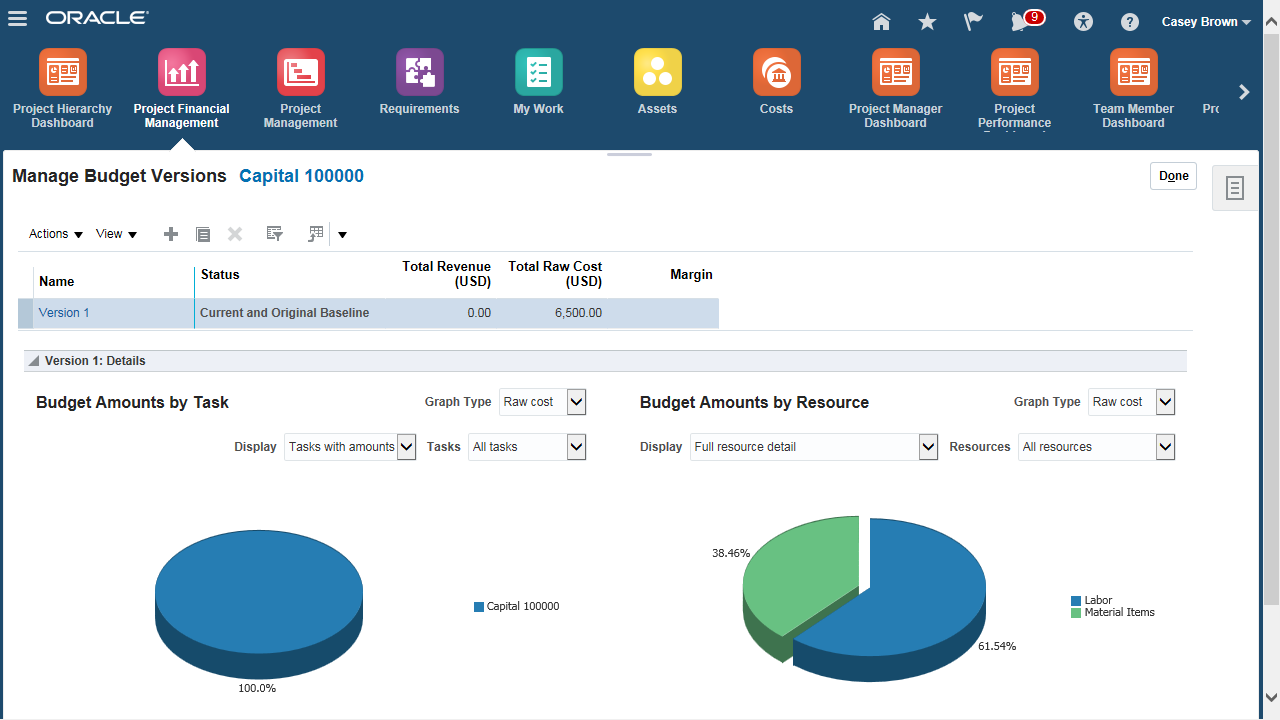 ORACLE
9
Casey Brown
Project Hierarchy
Dashboard
Project Financial
Management
Project
Management
Requirements
My Work
Assets
Costs
Project Manager
Dashboard
Project
Performance
Team Member
Dashboard
Manage Budget Versions Capital 100000
Done
Actions View
Name
Status
Total Revenue
(USD)
Total Raw Cost
(USD)
Margin
Version 1
Current and Original Baseline
0.00
6,500.00
Version 1: Details
Budget Amounts by Task
Graph Type Raw cost
Display Tasks with amounts
Tasks All tasks
Capital 100000
100.0%
Budget Amounts by Resource
Graph Type Raw cost
Display Full resource detail
Resources All resources
38.46%
Labor
Material Items
61.54%